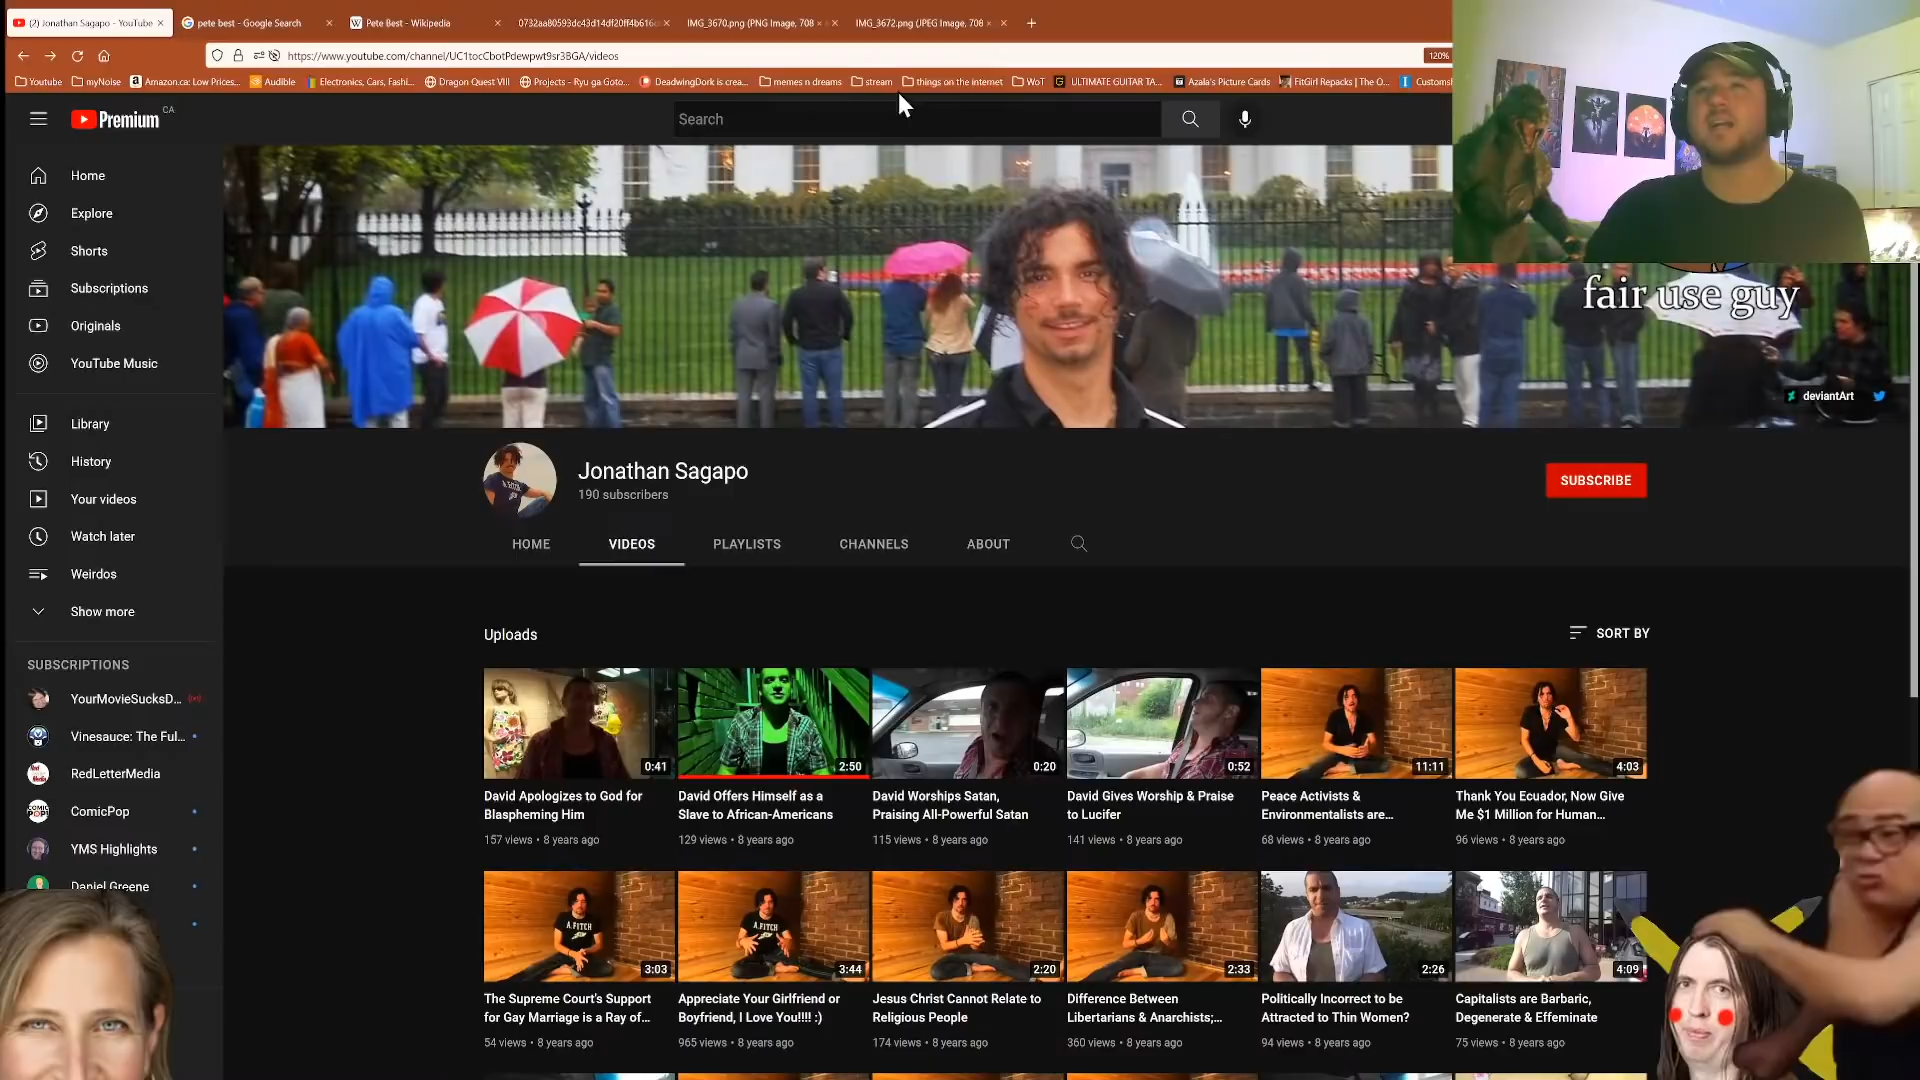 (2) Jonathan Sagapo - YouTube
pete best - Google Search
Pete Best - Wikipedia
0732aa80593dc43d14df20ff4b616c
IMG_3670.png (PNG Image, 708 ×
IMG_3672.png (JPEG Image, 708 ×
https://www.youtube.com/channel/UC1tocCbotPdewpwt9sr3BGA/videos
120%
Youtube
myNoise
Amazon.ca: Low Prices...
Audible
Electronics, Cars, Fashi...
Dragon Quest VIII
Projects - Ryu ga Goto...
DeadwingDork is crea...
memes n dreams
stream
things on the internet
WoT
ULTIMATE GUITAR TA...
Azala's Picture Cards
FitGirl Repacks | The O...
Premium
CA
Search
Home
Explore
Shorts
Subscriptions
Originals
YouTube Music
Library
History
Your videos
Watch later
Weirdos
Show more
SUBSCRIPTIONS
YourMovieSucksD...
Vinesauce: The Ful...
RedLetterMedia
ComicPop
YMS Highlights
Daniel Greene
fair use guy
deviantArt
Jonathan Sagapo
190 subscribers
SUBSCRIBE
HOME
VIDEOS
PLAYLISTS
CHANNELS
ABOUT
Uploads
SORT BY
0:41
2:50
0:20
0:52
11:11
4:03
David Apologizes to God for
Blaspheming Him
157 views • 8 years ago
David Offers Himself as a
Slave to African-Americans
129 views • 8 years ago
David Worships Satan,
Praising All-Powerful Satan
115 views • 8 years ago
David Gives Worship & Praise
to Lucifer
141 views • 8 years ago
Peace Activists &
Environmentalists are...
68 views • 8 years ago
Thank You Ecuador, Now Give
Me $1 Million for Human...
96 views • 8 years ago
A.FITCH
A.FITCH
3:03
3:44
2:20
2:33
2:26
4:09
The Supreme Court's Support
for Gay Marriage is a Ray of...
54 views • 8 years ago
Appreciate Your Girlfriend or
Boyfriend, I Love You!!!! :)
965 views • 8 years ago
Jesus Christ Cannot Relate to
Religious People
174 views • 8 years ago
Difference Between
Libertarians & Anarchists;...
360 views • 8 years ago
Politically Incorrect to be
Attracted to Thin Women?
94 views • 8 years ago
Capitalists are Barbaric,
Degenerate & Effeminate
75 views • 8 years ago